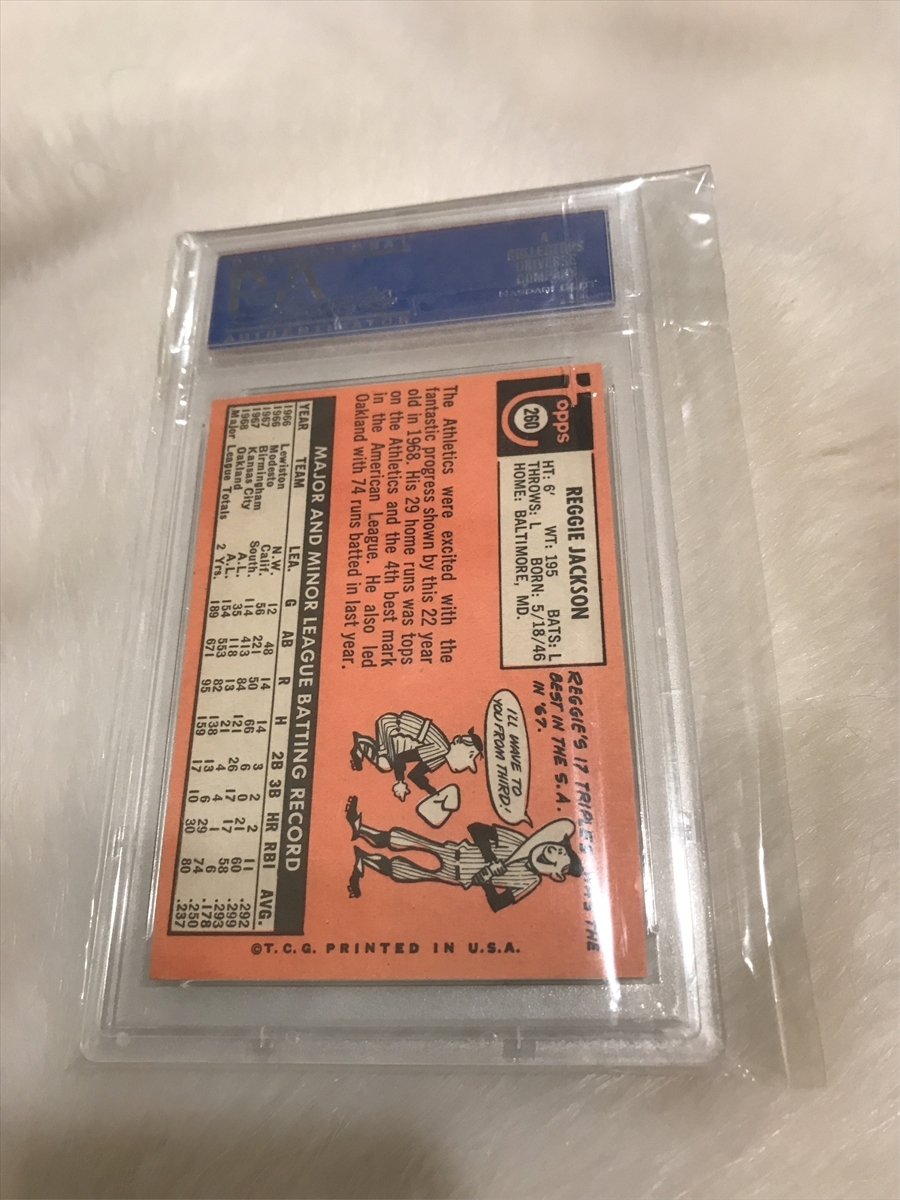 A
COLLECTORS
UNIVERSE
COMPANY
topps
260
REGGIE JACKSON
HT: 6' WT: 195 BATS: L
THROWS: L BORN: 5/18/46
HOME: BALTIMORE, MD.
REGGIE'S 17 TRIPLES WAS THE
BEST IN THE S.A.
IN '67.
I'LL WAVE TO
YOU FROM THIRD!
The Athletics were excited with the
fantastic progress shown by this 22 year
old in 1968. His 29 home runs was tops
on the Athletics and the 4th best mark
in the American League. He also led
Oakland with 74 runs batted in last year.
MAJOR AND MINOR LEAGUE BATTING RECORD
YEAR TEAM LEA. G AB R H 2B 3B HR RBI AVG.
1966 Lewiston N.W. 12 48 14 14 3 2 2 11 .292
1966 Modesto Calif. 56 221 50 66 6 0 21 60 .299
1967 Birmingham South. 114 413 84 121 26 17 17 58 .293
1967 Kansas City A.L. 35 118 13 21 4 4 1 6 .178
1968 Oakland A.L. 154 553 82 138 13 6 29 74 .250
Major League Totals 2 Yrs. 189 671 95 159 17 10 30 80 .237
©T.C.G. PRINTED IN U.S.A.